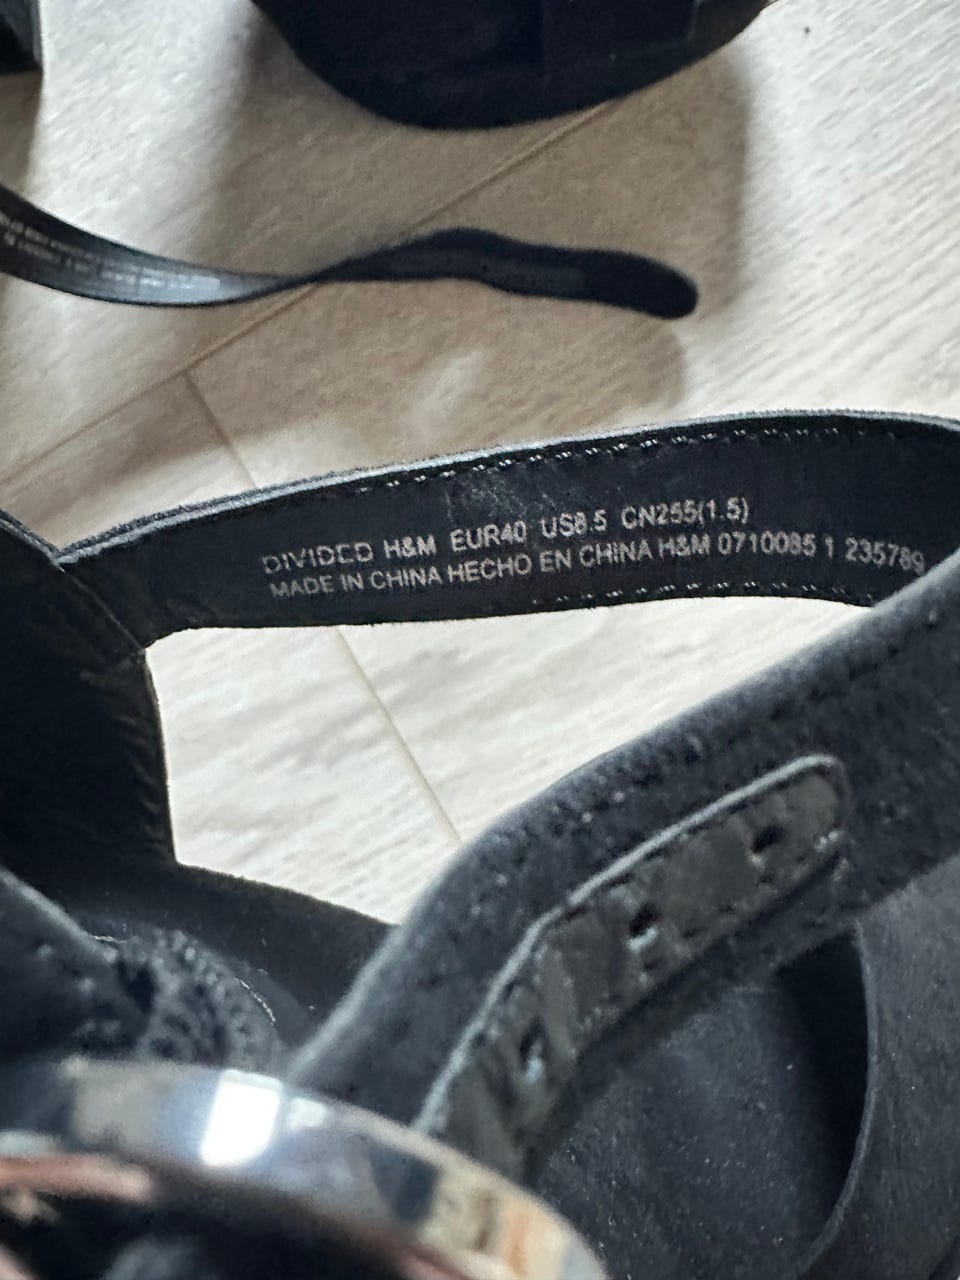 DIVIDED H&M EUR40 US8.5 CN255(1.5)
MADE IN CHINA HECHO EN CHINA H&M 0710085 1 235789